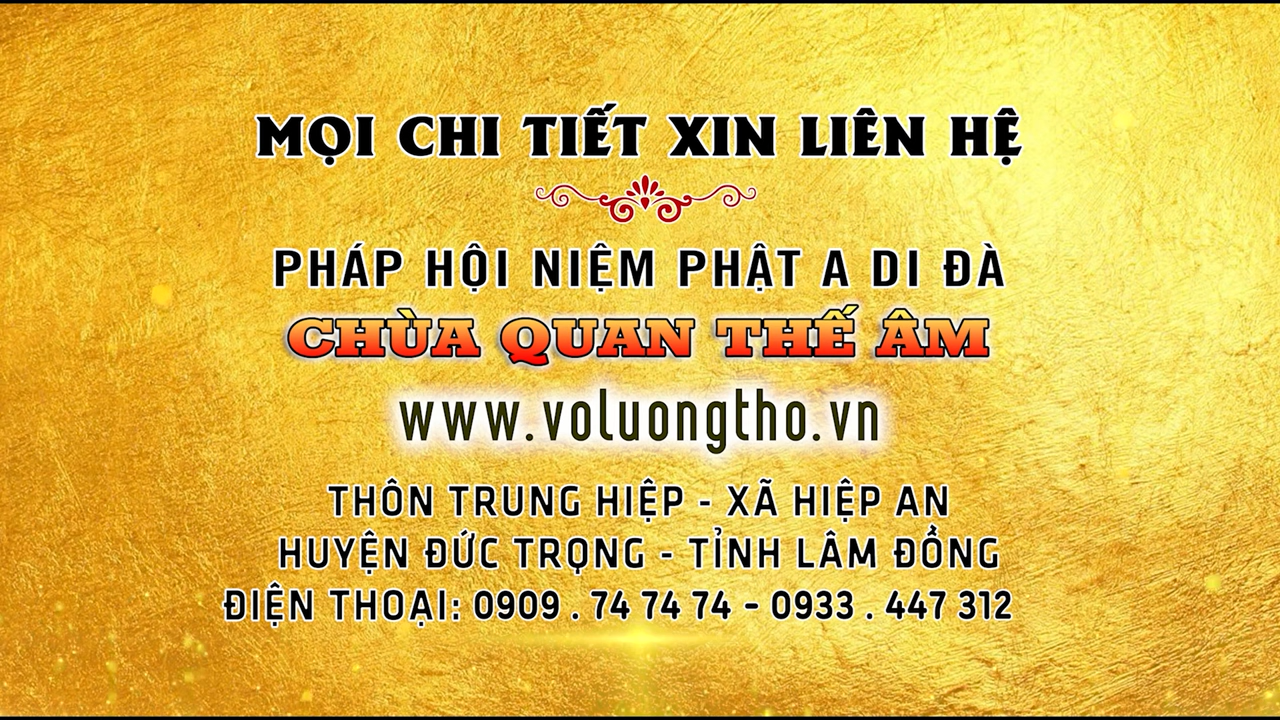 MỌI CHI TIẾT XIN LIÊN HỆ
PHÁP HỘI NIỆM PHẬT A DI ĐÀ
CHÙA QUAN THẾ ÂM
www.voluongtho.vn
THÔN TRUNG HIỆP - XÃ HIỆP AN
HUYỆN ĐỨC TRỌNG - TỈNH LÂM ĐỒNG
ĐIỆN THOẠI: 0909 . 74 74 74 - 0933 . 447 312